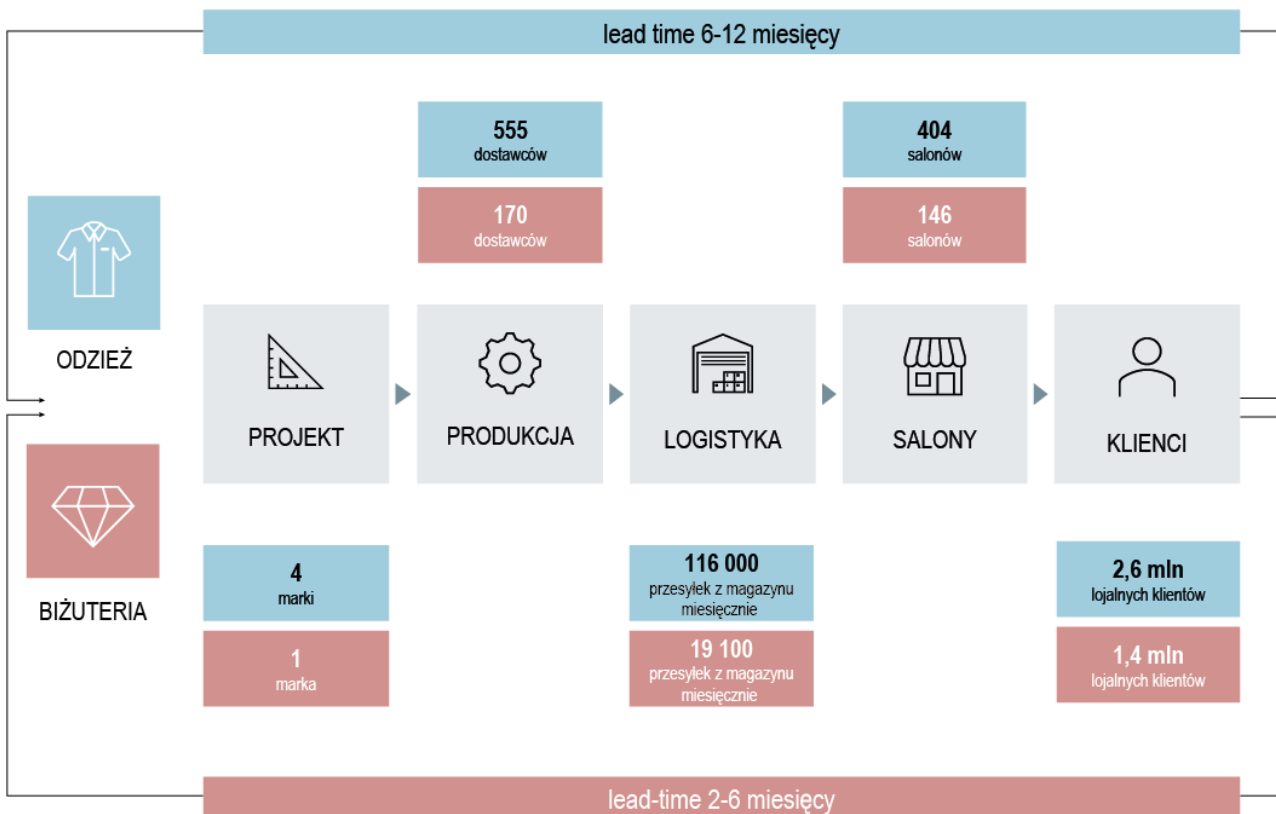 lead time 6-12 miesięcy
555
dostawców
404
salonów
170
dostawców
146
salonów
ODZIEŻ
PROJEKT
PRODUKCJA
LOGISTYKA
SALONY
KLIENCI
BIŻUTERIA
4
marki
116 000
przesyłek z magazynu
miesięcznie
2,6 mln
lojalnych klientów
1
marka
19 100
przesyłek z magazynu
miesięcznie
1,4 mln
lojalnych klientów
lead-time 2-6 miesięcy